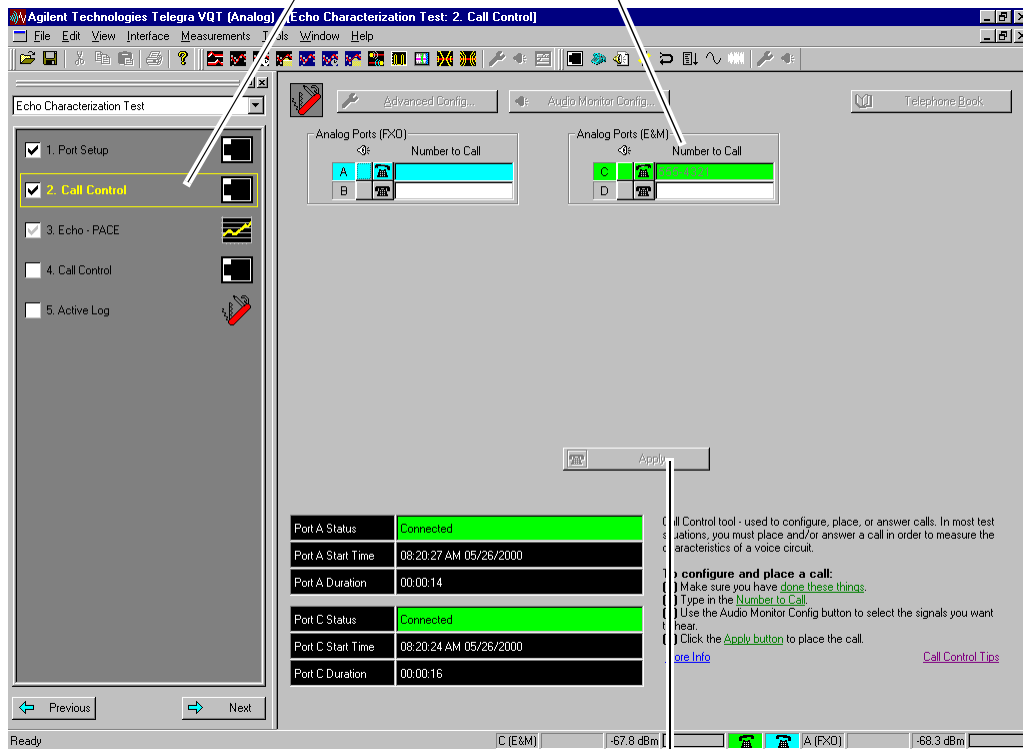 Agilent Technologies Telegra VQT (Analog) - [Echo Characterization Test: 2. Call Control]
File Edit View Interface Measurements Tools Window Help
Echo Characterization Test
1. Port Setup
2. Call Control
3. Echo - PACE
4. Call Control
5. Active Log
Previous
Next
Advanced Config...
Audio Monitor Config...
Telephone Book
Analog Ports (FXO)
Number to Call
A
B
Analog Ports (E&M)
Number to Call
C 555-4321
D
Apply
Port A Status Connected
Port A Start Time 08:20:27 AM 05/26/2000
Port A Duration 00:00:14
Port C Status Connected
Port C Start Time 08:20:24 AM 05/26/2000
Port C Duration 00:00:16
Call Control tool - used to configure, place, or answer calls. In most test
situations, you must place and/or answer a call in order to measure the
characteristics of a voice circuit.
To configure and place a call:
[ ] Make sure you have done these things.
[ ] Type in the Number to Call.
[ ] Use the Audio Monitor Config button to select the signals you want
to hear.
[ ] Click the Apply button to place the call.
More Info
Call Control Tips
Ready
C (E&M)
-67.8 dBm
A (FXO)
-68.3 dBm